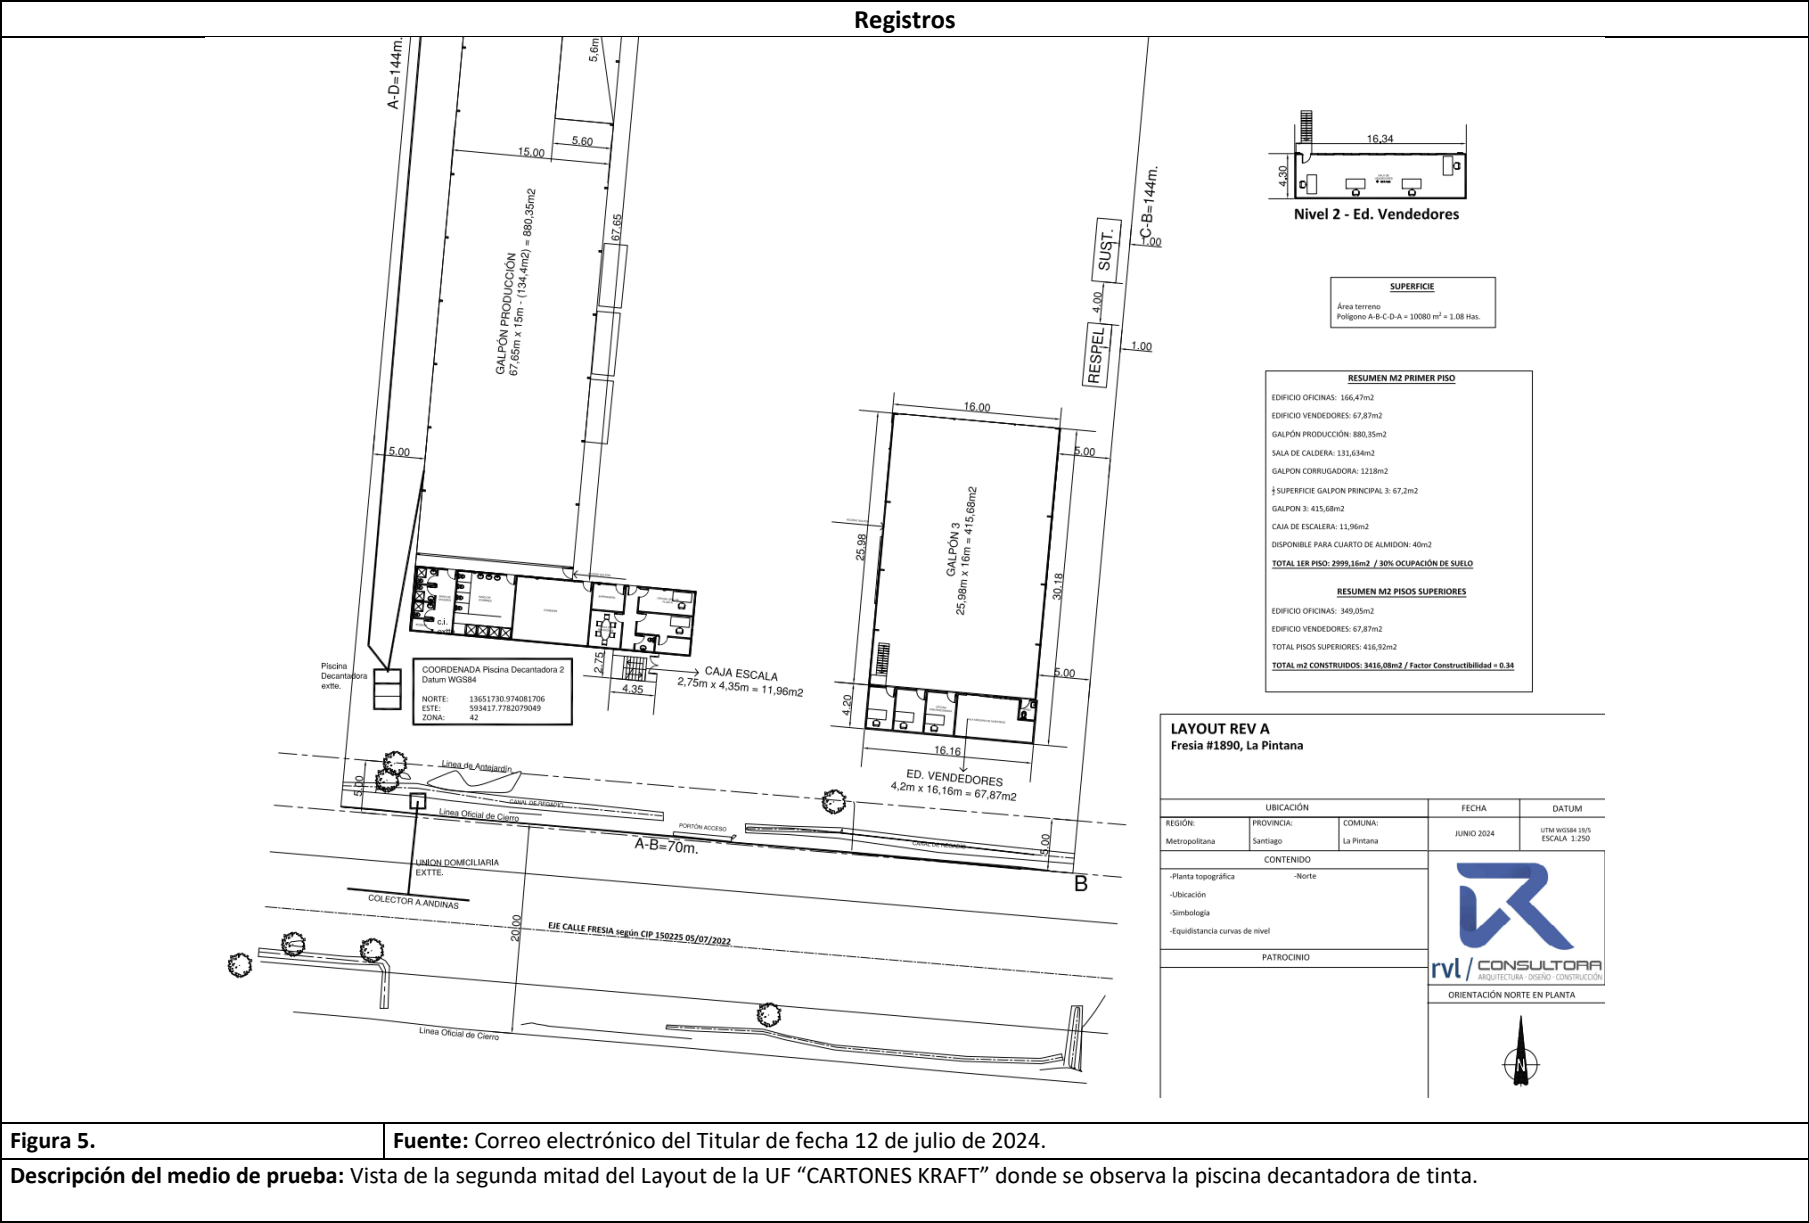 Registros
A-D=144m.
5,6m
5.60
15.00
67.65
GALPÓN PRODUCCIÓN
67,65m x 15m - (134,4m2) = 880,35m2
5.00
C-B=144m.
SUST.
1.00
4.00
RESPEL
1.00
16,34
4,30
Nivel 2 - Ed. Vendedores
SUPERFICIE
Área terreno
Polígono A-B-C-D-A = 10080 m² = 1.08 Has.
RESUMEN M2 PRIMER PISO
EDIFICIO OFICINAS: 166,47m2
EDIFICIO VENDEDORES: 67,87m2
GALPÓN PRODUCCIÓN: 880,35m2
SALA DE CALDERA: 131,634m2
GALPON CORRUGADORA: 1218m2
½ SUPERFICIE GALPON PRINCIPAL 3: 67,2m2
GALPON 3: 415,68m2
CAJA DE ESCALERA: 11,96m2
DISPONIBLE PARA CUARTO DE ALMIDON: 40m2
TOTAL 1ER PISO: 2999,16m2 / 30% OCUPACIÓN DE SUELO
RESUMEN M2 PISOS SUPERIORES
EDIFICIO OFICINAS: 349,05m2
EDIFICIO VENDEDORES: 67,87m2
TOTAL PISOS SUPERIORES: 416,92m2
TOTAL m2 CONSTRUIDOS: 3416,08m2 / Factor Constructibilidad = 0.34
16.00
5.00
25.98
GALPÓN 3
25,98m x 16m = 415,68m2
30.18
5.00
4.20
16.16
ED. VENDEDORES
4,2m x 16,16m = 67,87m2
c.i.
2.75
4.35
CAJA ESCALA
2,75m x 4,35m = 11,96m2
Piscina
Decantadora
extte.
COORDENADA Piscina Decantadora 2
Datum WGS84
NORTE: 13651730.974081706
ESTE: 593417.7782079049
ZONA: 42
Linea de Antejardín
5.00
CANAL DE REGADIO
Linea Oficial de Cierro
PORTÓN ACCESO
CANAL DE REGADIO
5.00
A-B=70m.
B
UNION DOMICILIARIA
EXTTE.
COLECTOR A.ANDINAS
20.00
EJE CALLE FRESIA según CIP 150225 05/07/2022
Linea Oficial de Cierro
LAYOUT REV A
Fresia #1890, La Pintana
UBICACIÓN
FECHA
DATUM
REGIÓN:
PROVINCIA:
COMUNA:
Metropolitana
Santiago
La Pintana
JUNIO 2024
UTM WGS84 19/S
ESCALA 1:250
CONTENIDO
-Planta topográfica
-Norte
-Ubicación
-Simbología
-Equidistancia curvas de nivel
PATROCINIO
rvl / CONSULTORA
ARQUITECTURA · DISEÑO · CONSTRUCCIÓN
ORIENTACIÓN NORTE EN PLANTA
N
Figura 5.
Fuente: Correo electrónico del Titular de fecha 12 de julio de 2024.
Descripción del medio de prueba: Vista de la segunda mitad del Layout de la UF “CARTONES KRAFT” donde se observa la piscina decantadora de tinta.